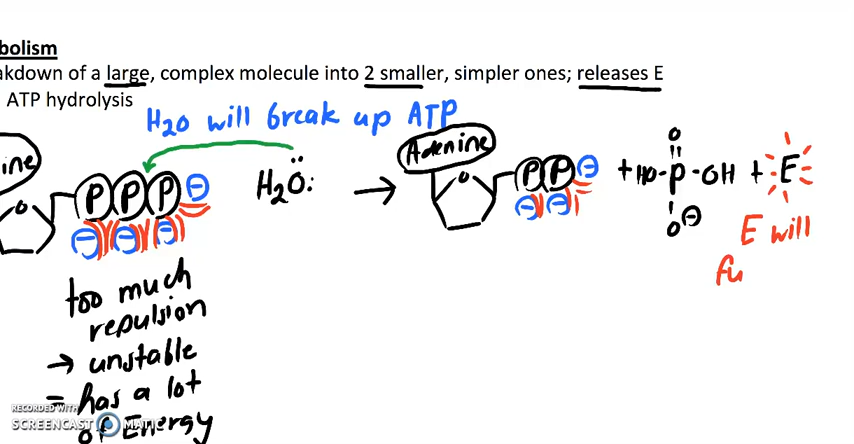 bolism
akdown of a large, complex molecule into 2 smaller, simpler ones; releases E
ATP hydrolysis
H2O will break up ATP
ine
O
P P P ⊖
⊖ ⊖ ⊖
H2O:
→
Adenine
O
P P ⊖
⊖ ⊖
+
O
HO-P-OH
O⊖
+ E
E will
fu
too much
repulsion
→ unstable
= has a lot
of Energy
RECORDED WITH
SCREENCAST MATIC